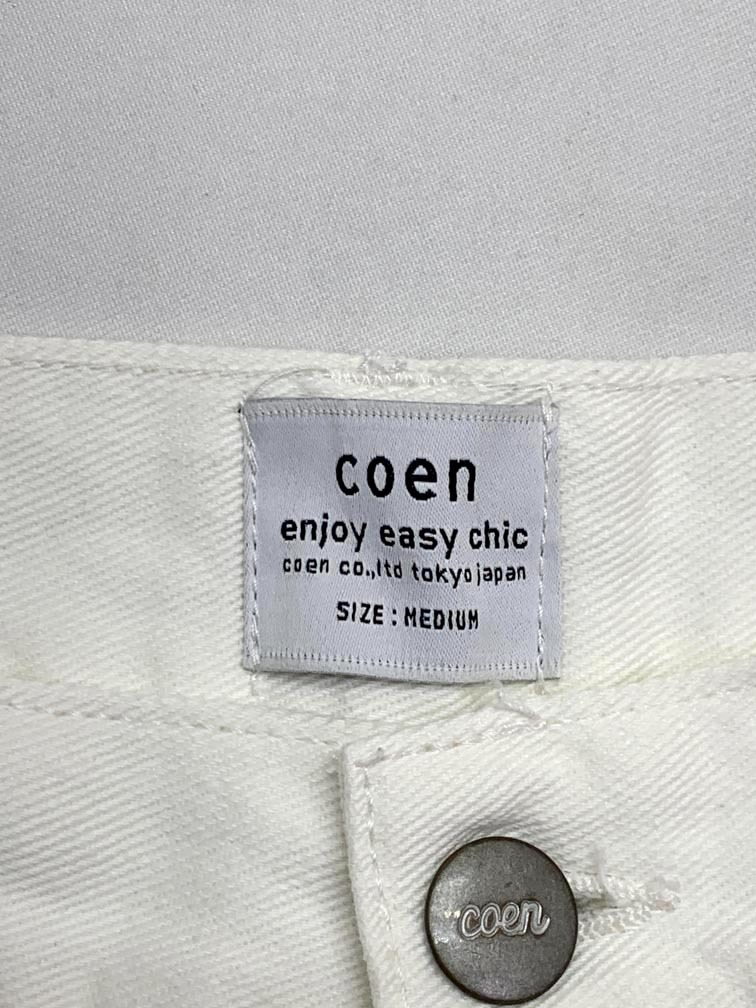 coen
enjoy easy chic
coen co.,ltd tokyo japan
SIZE : MEDIUM
coen